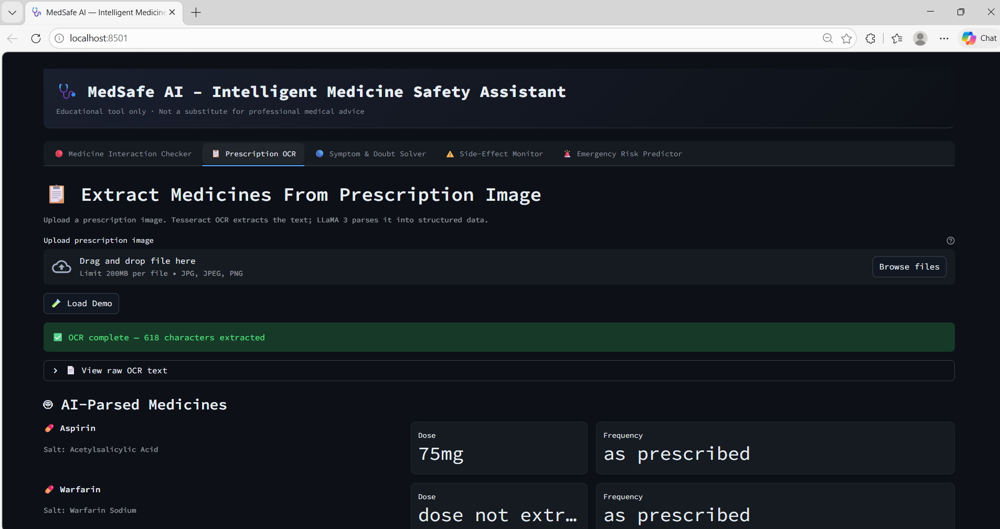 MedSafe AI — Intelligent Medicine
localhost:8501
Chat
MedSafe AI – Intelligent Medicine Safety Assistant
Educational tool only · Not a substitute for professional medical advice
Medicine Interaction Checker
Prescription OCR
Symptom & Doubt Solver
Side-Effect Monitor
Emergency Risk Predictor
Extract Medicines From Prescription Image
Upload a prescription image. Tesseract OCR extracts the text; LLaMA 3 parses it into structured data.
Upload prescription image
Drag and drop file here
Limit 200MB per file • JPG, JPEG, PNG
Browse files
Load Demo
OCR complete — 618 characters extracted
View raw OCR text
AI-Parsed Medicines
Aspirin
Salt: Acetylsalicylic Acid
Dose
75mg
Frequency
as prescribed
Warfarin
Salt: Warfarin Sodium
Dose
dose not extr…
Frequency
as prescribed